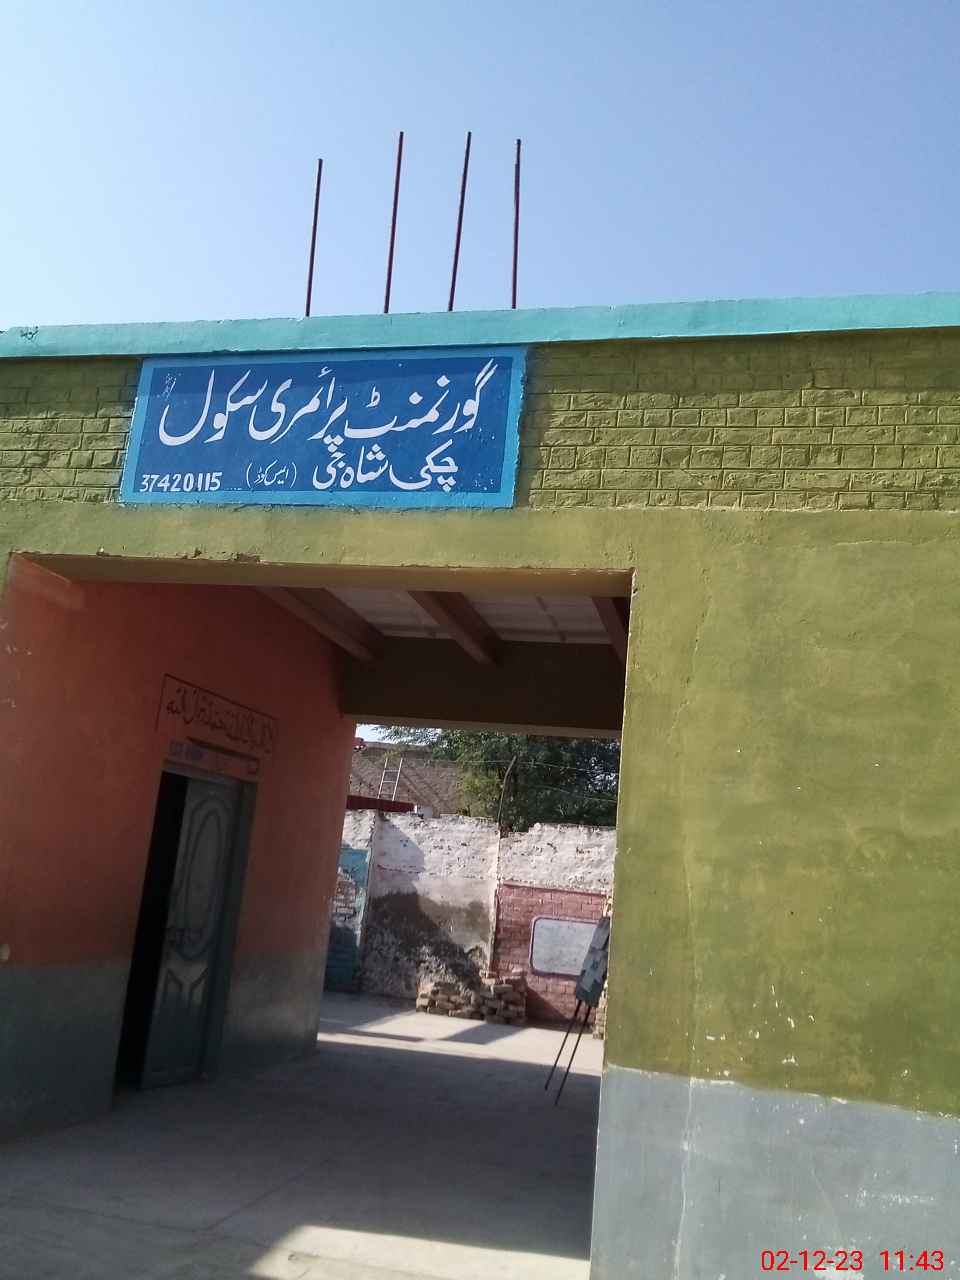 گورنمنٹ پرائمری سکول
چکی شاہ جی (ایس کوڈ) 37420115
02-12-23 11:43